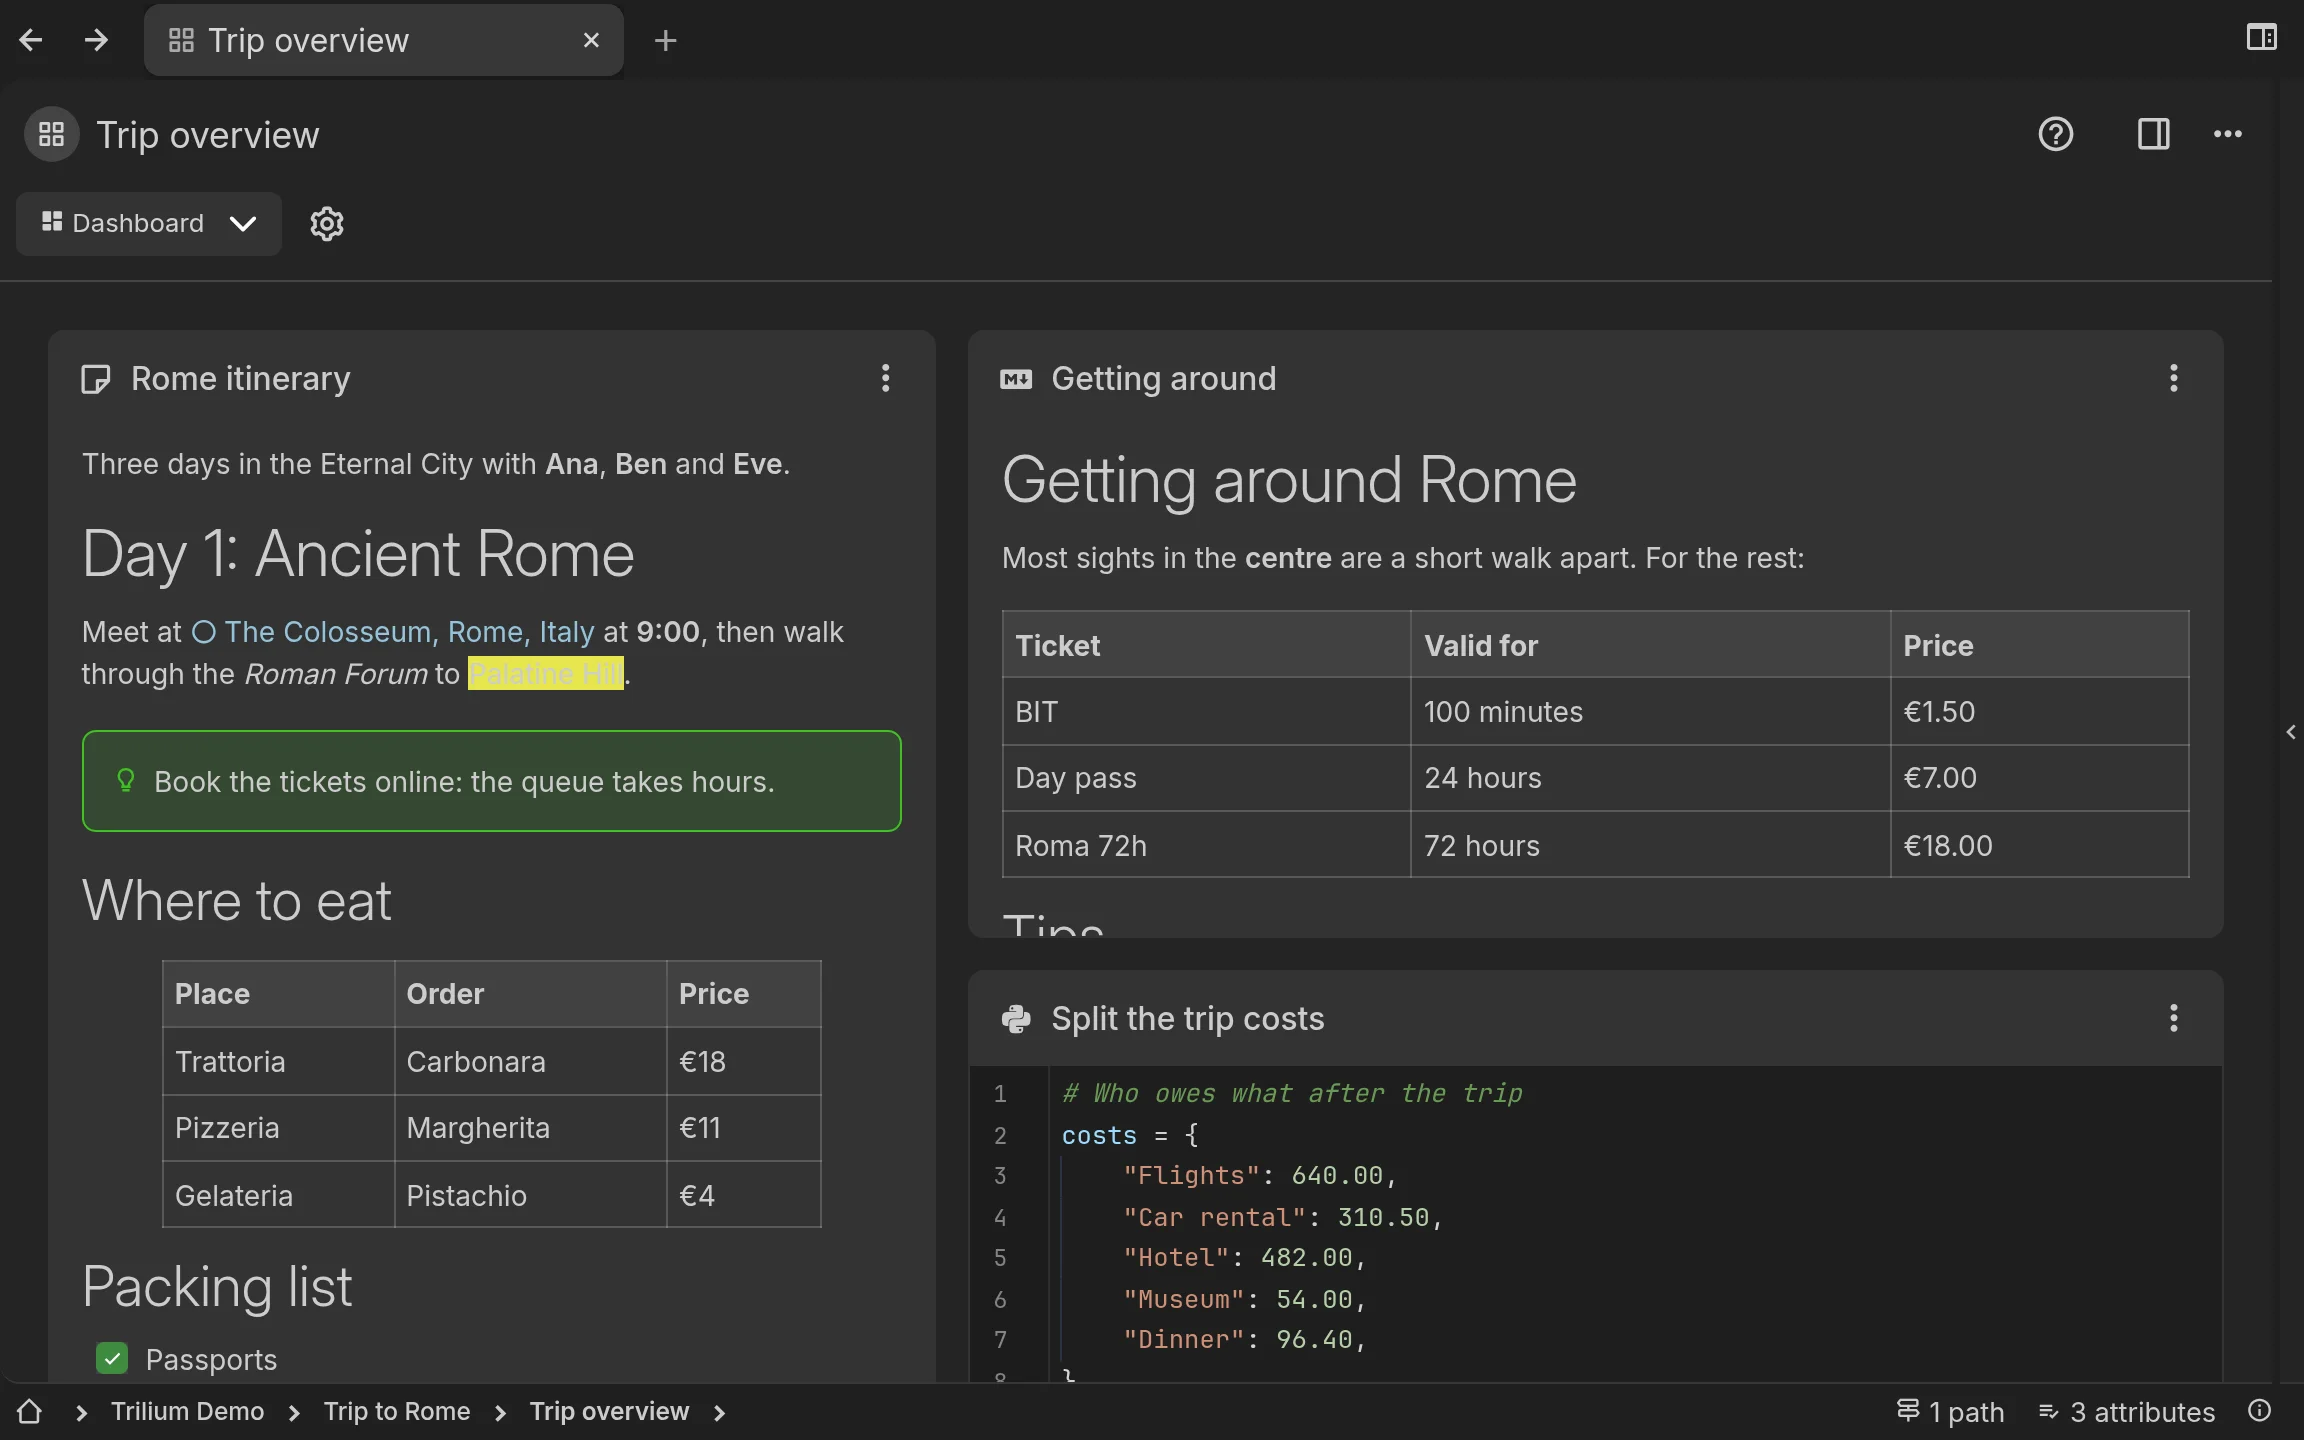 Trip overview
Trip overview
Dashboard
Rome itinerary
Three days in the Eternal City with Ana, Ben and Eve.
Day 1: Ancient Rome
Meet at The Colosseum, Rome, Italy at 9:00, then walk
through the Roman Forum to Palatine Hill.
Book the tickets online: the queue takes hours.
Where to eat
Place Order Price
Trattoria Carbonara €18
Pizzeria Margherita €11
Gelateria Pistachio €4
Packing list
Passports
Getting around
Getting around Rome
Most sights in the centre are a short walk apart. For the rest:
Ticket Valid for Price
BIT 100 minutes €1.50
Day pass 24 hours €7.00
Roma 72h 72 hours €18.00
Tips
Split the trip costs
1 # Who owes what after the trip
2 costs = {
3 "Flights": 640.00,
4 "Car rental": 310.50,
5 "Hotel": 482.00,
6 "Museum": 54.00,
7 "Dinner": 96.40,
8 }
Trilium Demo Trip to Rome Trip overview 1 path 3 attributes